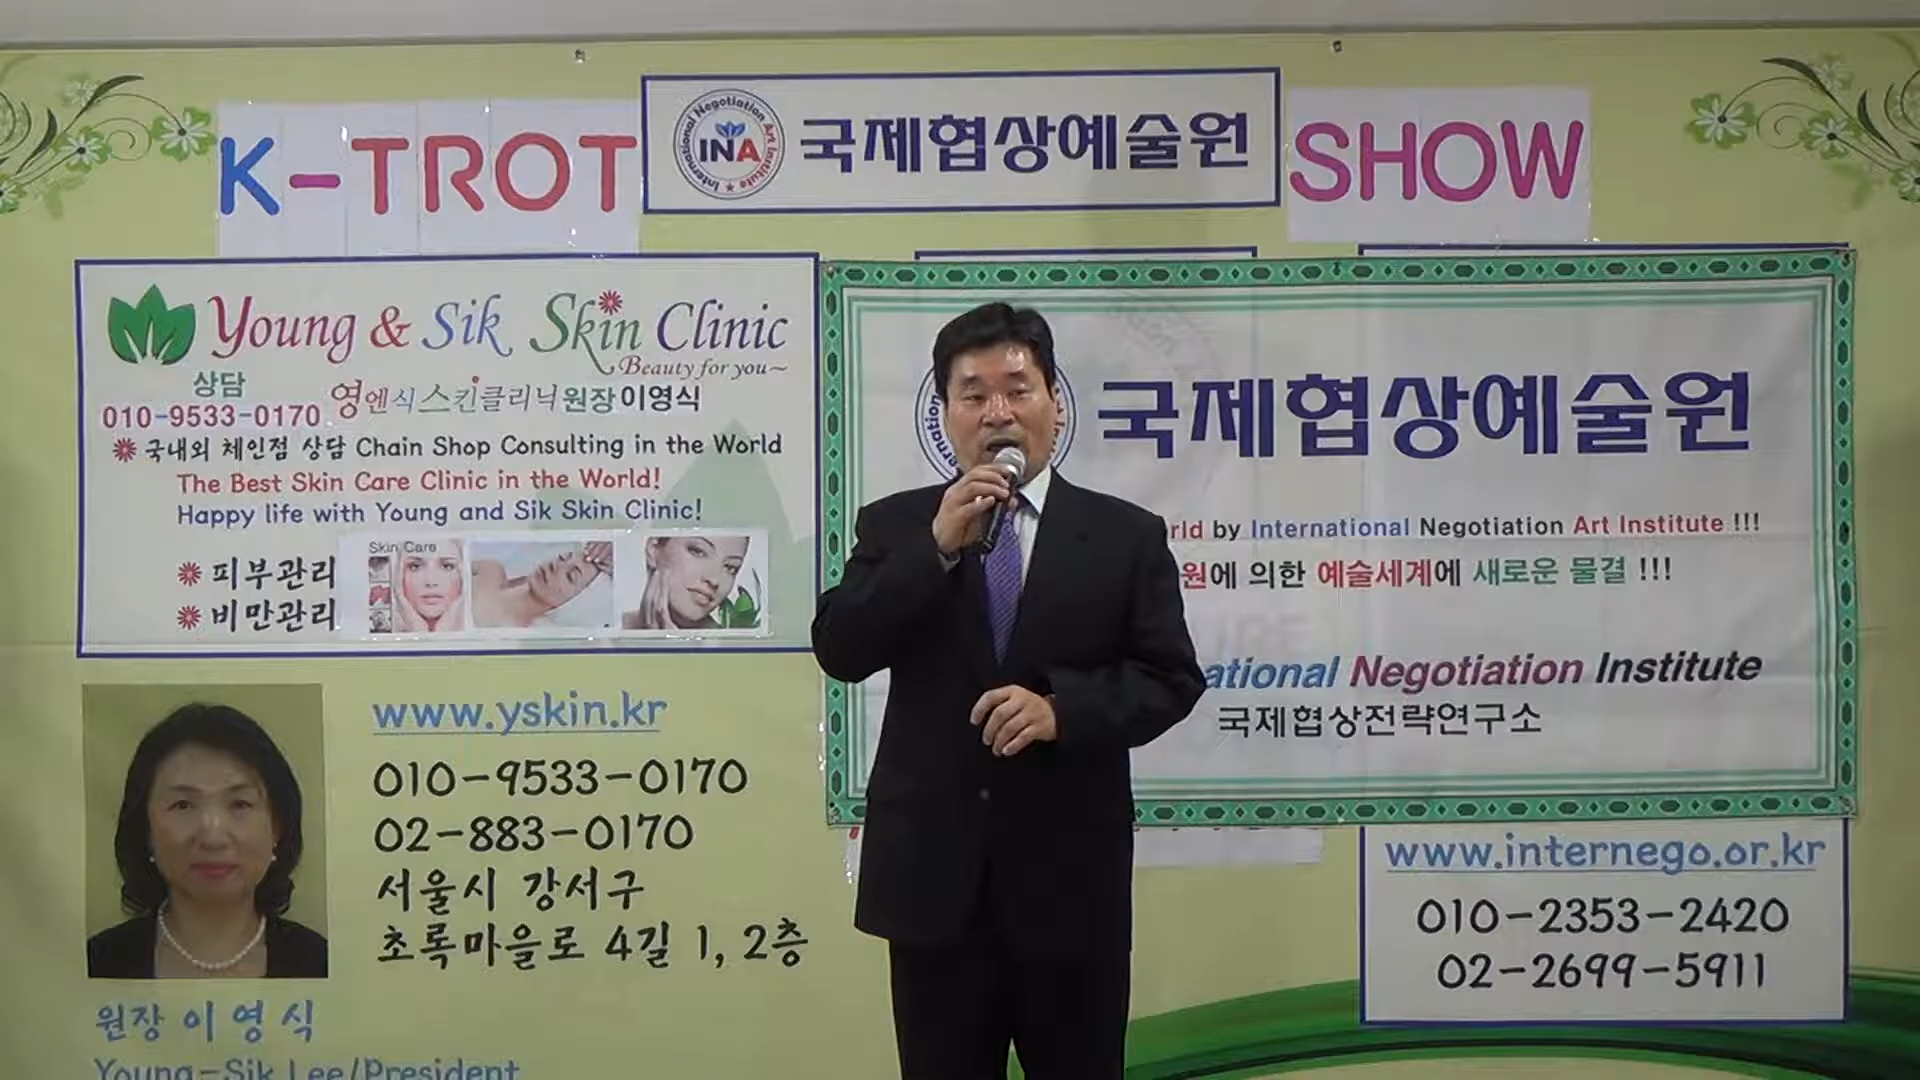 K-TROT
International Negotiation Art Institute
INA
국제협상예술원
SHOW
Young & Sik Skin Clinic
Beauty for you~
상담
010-9533-0170
영엔식스킨클리닉원장이영식
국내외 체인점 상담 Chain Shop Consulting in the World
The Best Skin Care Clinic in the World!
Happy life with Young and Sik Skin Clinic!
피부관리
비만관리
Skin Care
국제협상예술원
by International Negotiation Art Institute !!!
원에 의한 예술세계에 새로운 물결 !!!
Negotiation Institute
국제협상전략연구소
www.yskin.kr
010-9533-0170
02-883-0170
서울시 강서구
초록마을로 4길 1, 2층
원장 이영식
Young-Sik Lee/President
www.internego.or.kr
010-2353-2420
02-2699-5911